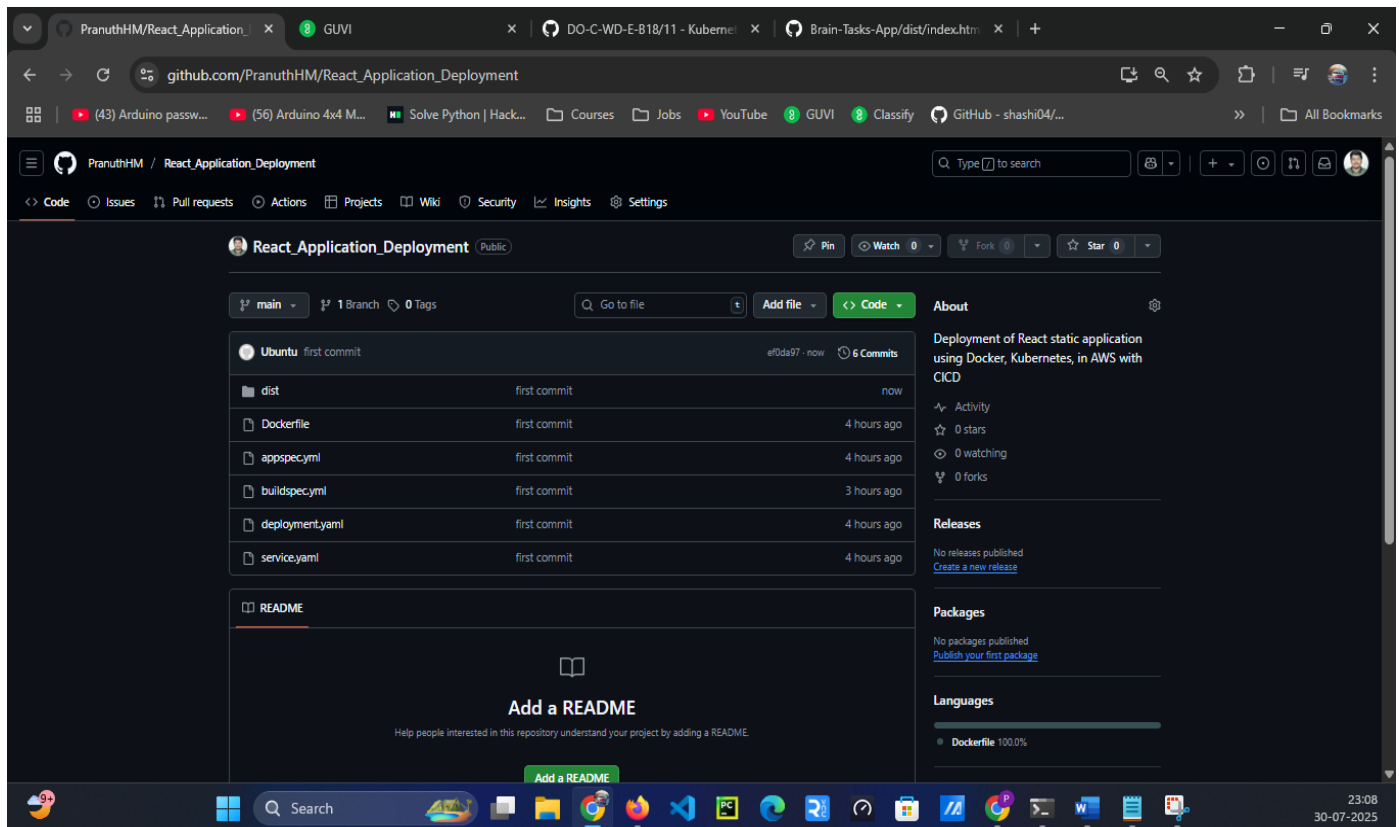 PranuthHM/React_Application_
GUVI
DO-C-WD-E-B18/11 - Kuberne
Brain-Tasks-App/dist/index.htm
github.com/PranuthHM/React_Application_Deployment
(43) Arduino passw...
(56) Arduino 4x4 M...
Solve Python | Hack...
Courses
Jobs
YouTube
GUVI
Classify
GitHub - shashi04/...
All Bookmarks
PranuthHM / React_Application_Deployment
Type / to search
Code
Issues
Pull requests
Actions
Projects
Wiki
Security
Insights
Settings
React_Application_Deployment Public
Pin
Watch 0
Fork 0
Star 0
main
1 Branch
0 Tags
Go to file
t
Add file
Code
Ubuntu first commit
ef0da97 · now
6 Commits
dist first commit now
Dockerfile first commit 4 hours ago
appspec.yml first commit 4 hours ago
buildspec.yml first commit 3 hours ago
deployment.yaml first commit 4 hours ago
service.yaml first commit 4 hours ago
README
Add a README
Help people interested in this repository understand your project by adding a README.
Add a README
About
Deployment of React static application
using Docker, Kubernetes, in AWS with
CICD
Activity
0 stars
0 watching
0 forks
Releases
No releases published
Create a new release
Packages
No packages published
Publish your first package
Languages
Dockerfile 100.0%
9+
Search
23:08
30-07-2025